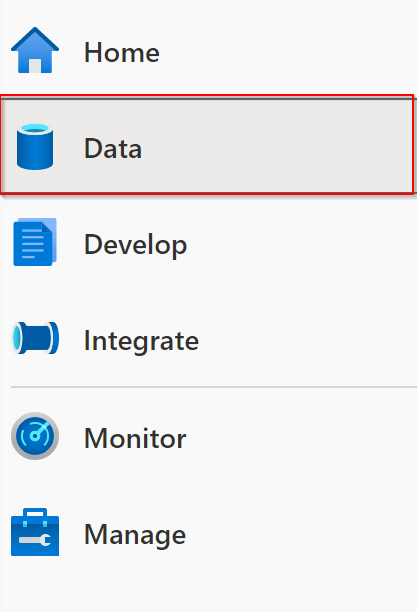 Home
Data
Develop
Integrate
Monitor
Manage